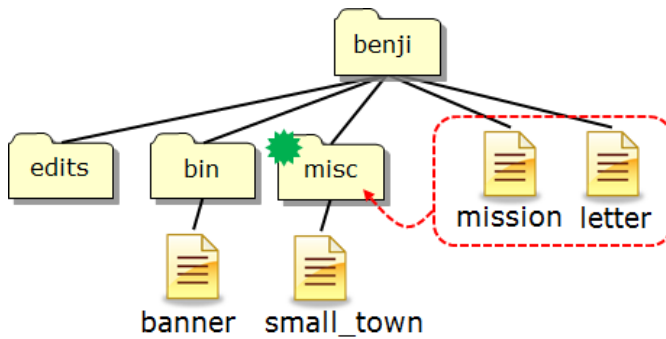 benji
edits
bin
misc
mission
letter
banner
small_town